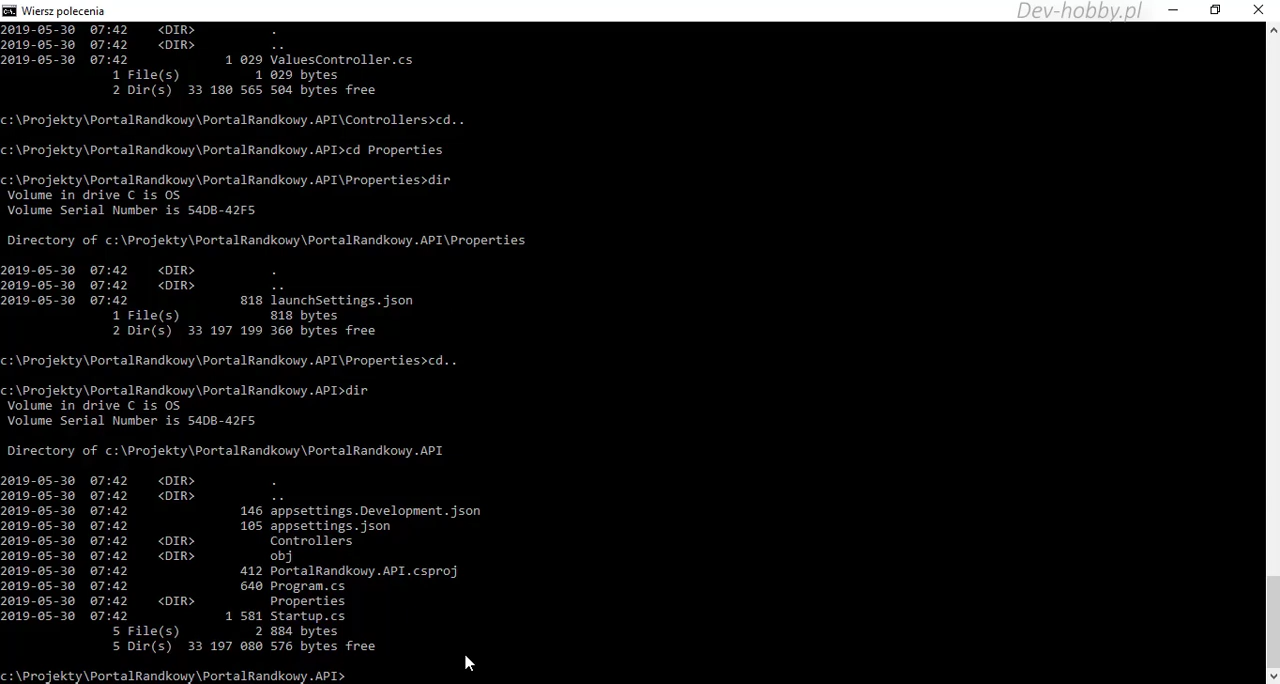 Wiersz polecenia
Dev-hobby.pl
2019-05-30  07:42    <DIR>          .
2019-05-30  07:42    <DIR>          ..
2019-05-30  07:42             1 029 ValuesController.cs
               1 File(s)          1 029 bytes
               2 Dir(s)  33 180 565 504 bytes free
c:\Projekty\PortalRandkowy\PortalRandkowy.API\Controllers>cd..
c:\Projekty\PortalRandkowy\PortalRandkowy.API>cd Properties
c:\Projekty\PortalRandkowy\PortalRandkowy.API\Properties>dir
 Volume in drive C is OS
 Volume Serial Number is 54DB-42F5
 Directory of c:\Projekty\PortalRandkowy\PortalRandkowy.API\Properties
2019-05-30  07:42    <DIR>          .
2019-05-30  07:42    <DIR>          ..
2019-05-30  07:42               818 launchSettings.json
               1 File(s)            818 bytes
               2 Dir(s)  33 197 199 360 bytes free
c:\Projekty\PortalRandkowy\PortalRandkowy.API\Properties>cd..
c:\Projekty\PortalRandkowy\PortalRandkowy.API>dir
 Volume in drive C is OS
 Volume Serial Number is 54DB-42F5
 Directory of c:\Projekty\PortalRandkowy\PortalRandkowy.API
2019-05-30  07:42    <DIR>          .
2019-05-30  07:42    <DIR>          ..
2019-05-30  07:42               146 appsettings.Development.json
2019-05-30  07:42               105 appsettings.json
2019-05-30  07:42    <DIR>          Controllers
2019-05-30  07:42    <DIR>          obj
2019-05-30  07:42               412 PortalRandkowy.API.csproj
2019-05-30  07:42               640 Program.cs
2019-05-30  07:42    <DIR>          Properties
2019-05-30  07:42             1 581 Startup.cs
               5 File(s)          2 884 bytes
               5 Dir(s)  33 197 080 576 bytes free
c:\Projekty\PortalRandkowy\PortalRandkowy.API>